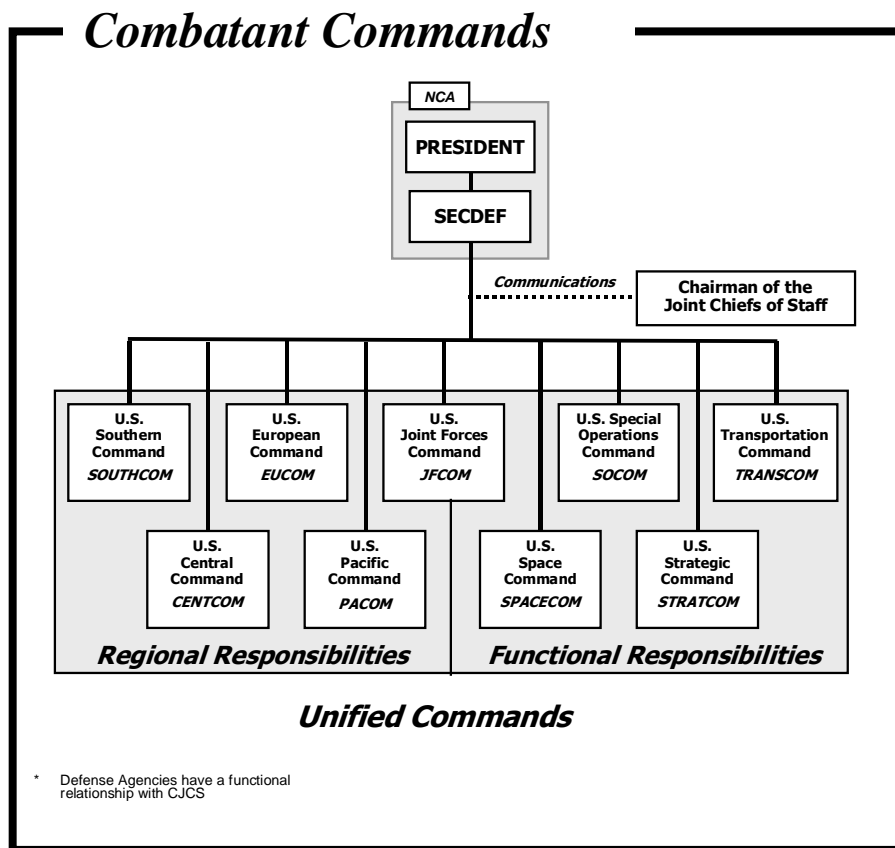 Combatant Commands
NCA
PRESIDENT
SECDEF
Communications
Chairman of the
Joint Chiefs of Staff
U.S.
Southern
Command
SOUTHCOM
U.S.
European
Command
EUCOM
U.S.
Joint Forces
Command
JFCOM
U.S. Special
Operations
Command
SOCOM
U.S.
Transportation
Command
TRANSCOM
U.S.
Central
Command
CENTCOM
U.S.
Pacific
Command
PACOM
U.S.
Space
Command
SPACECOM
U.S.
Strategic
Command
STRATCOM
Regional Responsibilities
Functional Responsibilities
Unified Commands
* Defense Agencies have a functional
relationship with CJCS